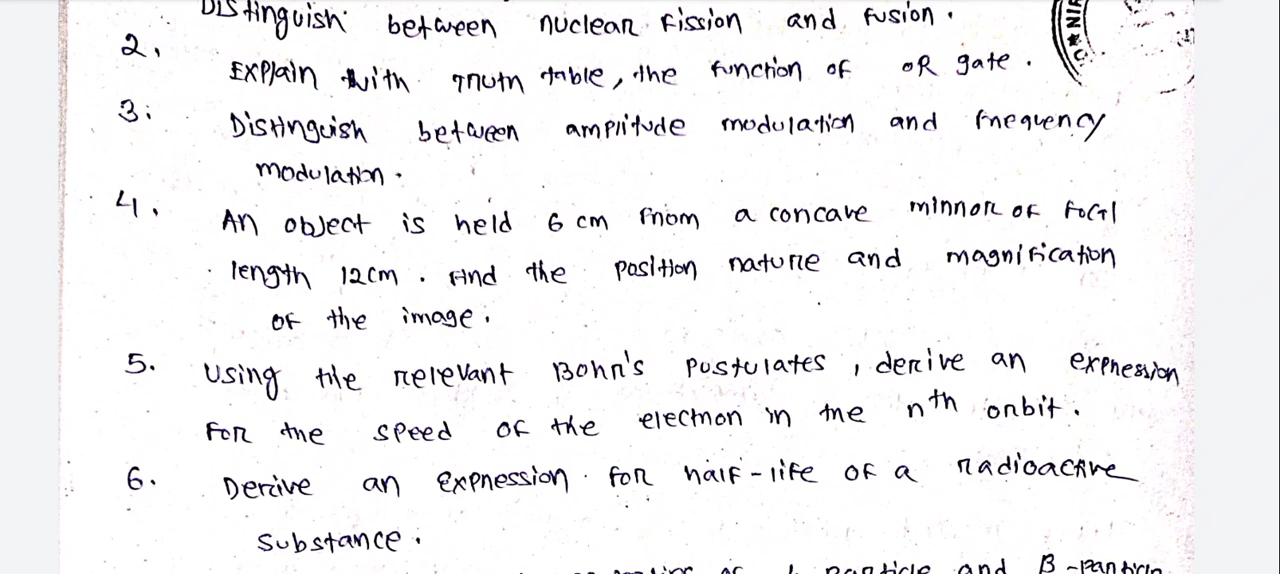 Distinguish between nuclear fission and fusion.
2. Explain with truth table, the function of OR gate.
3. Distinguish between amplitude modulation and frequency
modulation.
4. An object is held 6 cm from a concave mirror of focal
length 12cm. Find the position nature and magnification
of the image.
5. Using the relevant Bohr's postulates, derive an expression
for the speed of the electron in the nth orbit.
6. Derive an expression for half-life of a radioactive
substance.
particle and B-particle